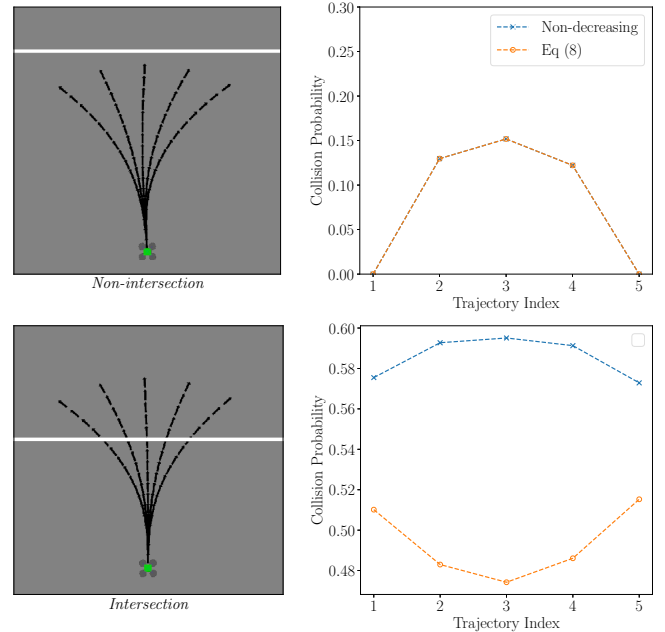 Non-intersection
Collision Probability
0.30
0.25
0.20
0.15
0.10
0.05
0.00
Non-decreasing
Eq (8)
1 2 3 4 5
Trajectory Index
Intersection
Collision Probability
0.60
0.58
0.56
0.54
0.52
0.50
0.48
1 2 3 4 5
Trajectory Index